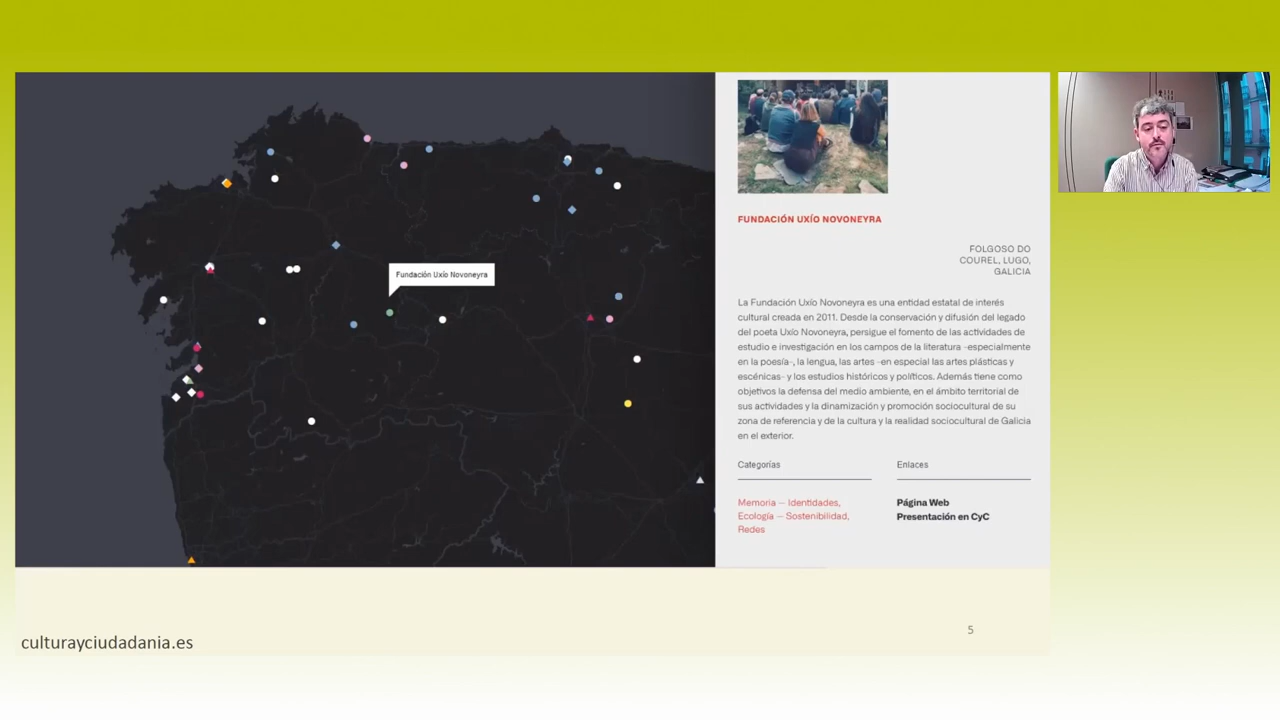 Fundación Uxío Novoneyra
FUNDACIÓN UXÍO NOVONEYRA
FOLGOSO DO
COUREL, LUGO,
GALICIA
La Fundación Uxío Novoneyra es una entidad estatal de interés
cultural creada en 2011. Desde la conservación y difusión del legado
del poeta Uxío Novoneyra, persigue el fomento de las actividades de
estudio e investigación en los campos de la literatura -especialmente
en la poesía-, la lengua, las artes -en especial las artes plásticas y
escénicas- y los estudios históricos y políticos. Además tiene como
objetivos la defensa del medio ambiente, en el ámbito territorial de
sus actividades y la dinamización y promoción sociocultural de su
zona de referencia y de la cultura y la realidad sociocultural de Galicia
en el exterior.
Categorías
Memoria – Identidades,
Ecología – Sostenibilidad,
Redes
Enlaces
Página Web
Presentación en CyC
culturayciudadania.es
5